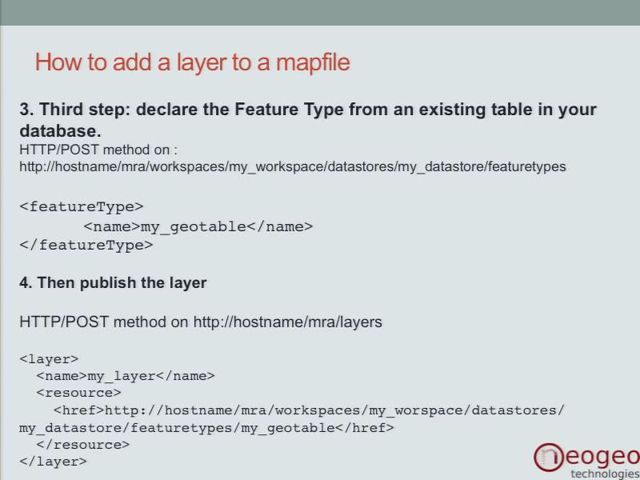 How to add a layer to a mapfile
3. Third step: declare the Feature Type from an existing table in your
database.
HTTP/POST method on :
http://hostname/mra/workspaces/my_workspace/datastores/my_datastore/featuretypes
<featureType>
<name>my_geotable</name>
</featureType>
4. Then publish the layer
HTTP/POST method on http://hostname/mra/layers
<layer>
<name>my_layer</name>
<resource>
<href>http://hostname/mra/workspaces/my_worspace/datastores/
my_datastore/featuretypes/my_geotable</href>
</resource>
</layer>
neogeo
technologies